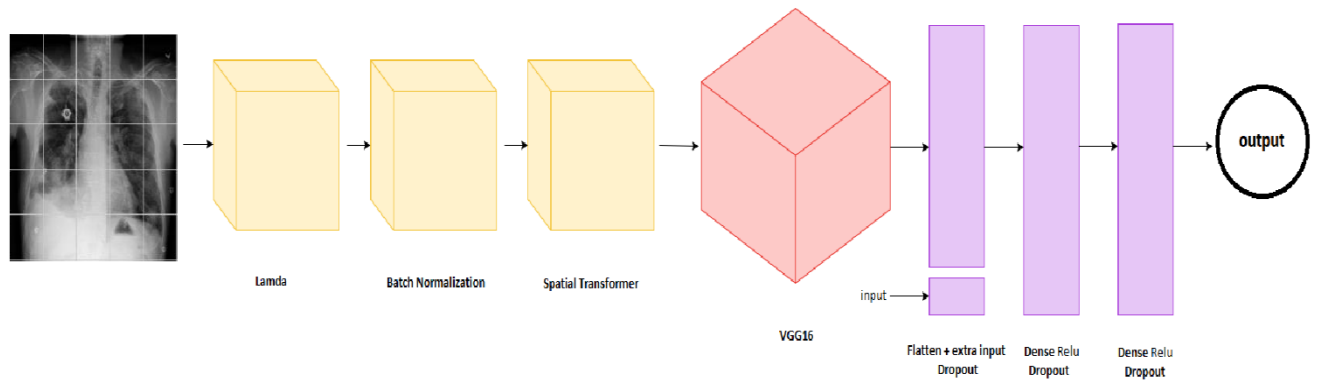 output
Lamda
Batch Normalization
Spatial Transformer
input
VGG16
Flatten + extra input
Dropout
Dense Relu
Dropout
Dense Relu
Dropout